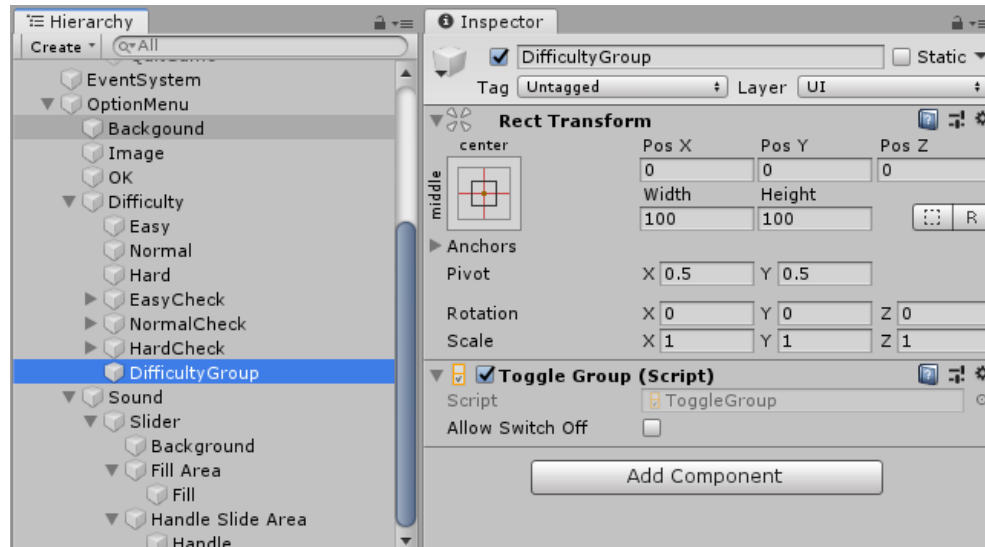 Hierarchy
Create
All
EventSystem
OptionMenu
Backgound
Image
OK
Difficulty
Easy
Normal
Hard
EasyCheck
NormalCheck
HardCheck
DifficultyGroup
Sound
Slider
Background
Fill Area
Fill
Handle Slide Area
Handle
Inspector
DifficultyGroup Static
Tag Untagged Layer UI
Rect Transform
center Pos X Pos Y Pos Z
middle
0 0 0
Width Height
100 100 R
Anchors
Pivot X 0.5 Y 0.5
Rotation X 0 Y 0 Z 0
Scale X 1 Y 1 Z 1
Toggle Group (Script)
Script ToggleGroup
Allow Switch Off
Add Component